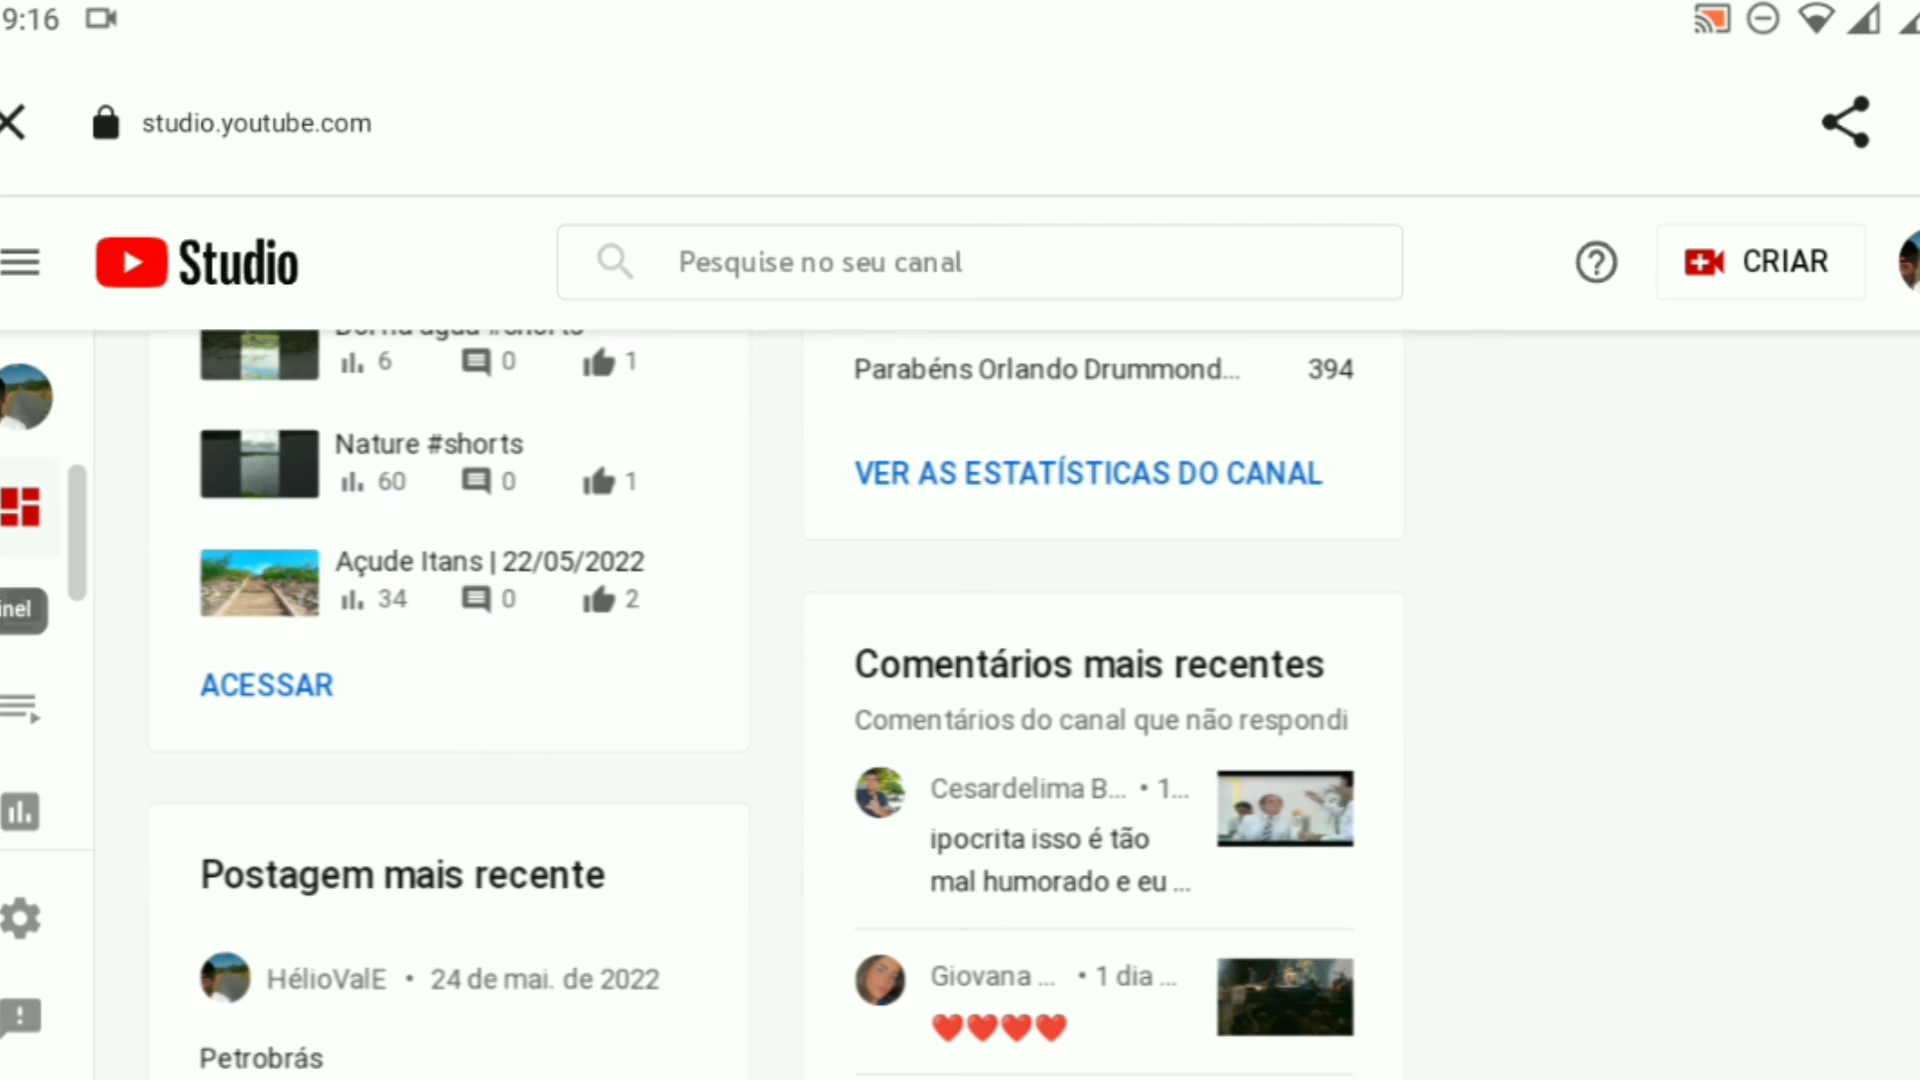 9:16
studio.youtube.com
Studio
Pesquise no seu canal
CRIAR
6 0 1
Nature #shorts
60 0 1
Açude Itans | 22/05/2022
34 0 2
ACESSAR
Postagem mais recente
HélioValE • 24 de mai. de 2022
Petrobrás
Parabéns Orlando Drummond... 394
VER AS ESTATÍSTICAS DO CANAL
Comentários mais recentes
Comentários do canal que não respondi
Cesardelima B... • 1...
ipocrita isso é tão
mal humorado e eu ...
Giovana ... • 1 dia ...
❤️❤️❤️❤️
inel